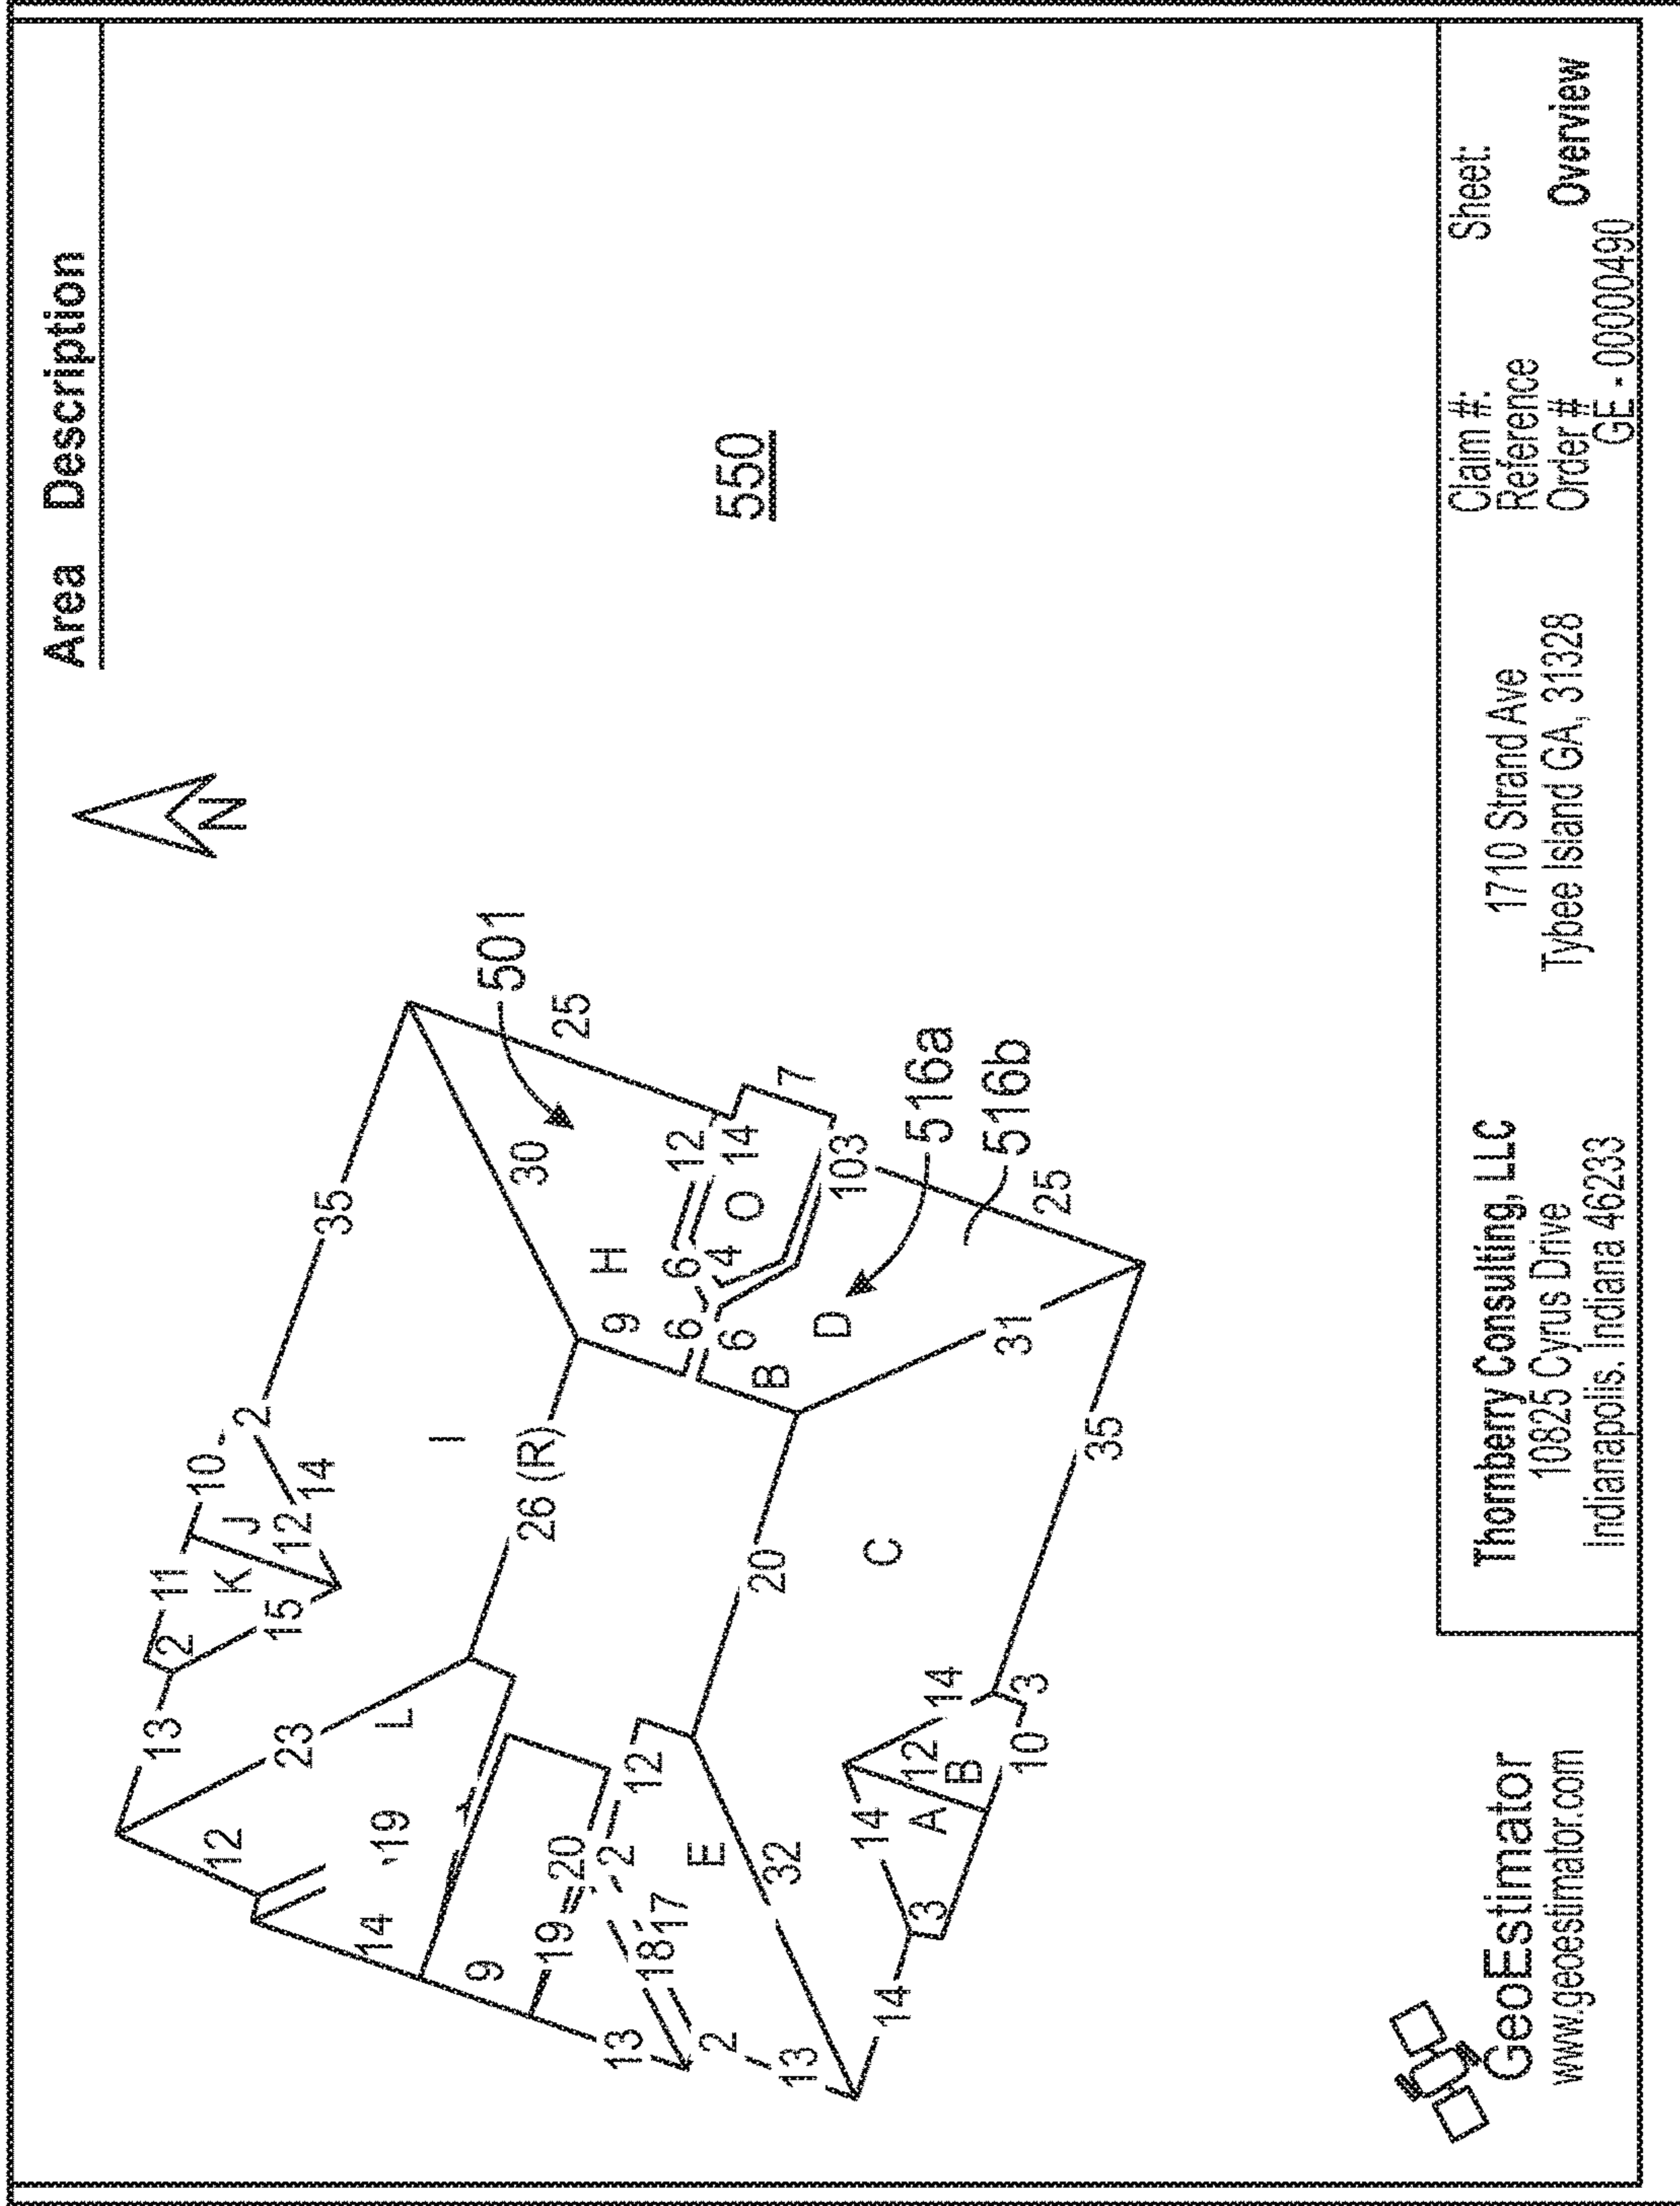 Area Description
N
550
501
35
25
30
12
14
7
O
103
516a
516b
25
H
9
6
4
6
6
B
D
31
2
10
14
12
J
K
11
15
2
13
I
26 (R)
20
C
35
23
L
12
19
14
9
19
20
2
12
E
18
17
32
13
2
13
14
14
12
A
B
14
3
10
3
GeoEstimator
www.geoestimator.com
Thornberry Consulting, LLC
10825 Cyrus Drive
Indianapolis. Indiana 46233
1710 Strand Ave
Tybee Island GA, 31328
Claim #:
Reference
Order #
GE - 00000490
Sheet:
Overview